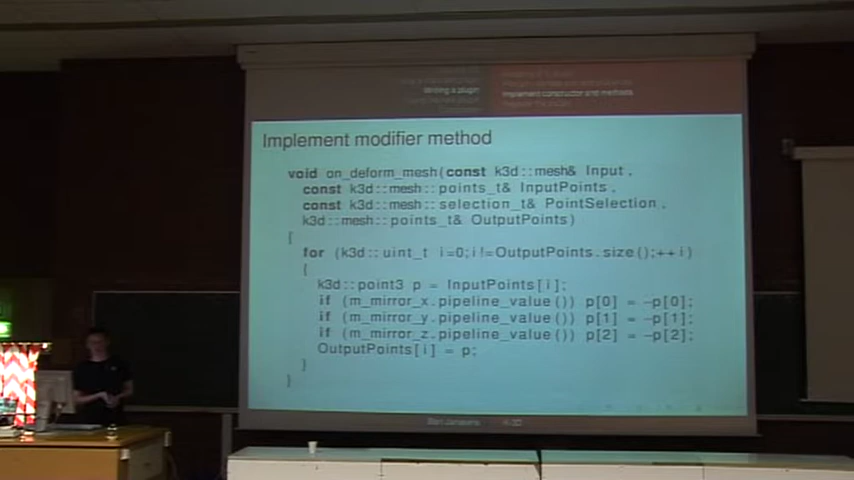 Writing a plugin
Implement constructor and methods
Implement modifier method
void on_deform_mesh(const k3d::mesh& Input,
const k3d::mesh::points_t& InputPoints,
const k3d::mesh::selection_t& PointSelection,
k3d::mesh::points_t& OutputPoints)
{
for (k3d::uint_t i=0;i!=OutputPoints.size();++i)
{
k3d::point3 p = InputPoints[i];
if (m_mirror_x.pipeline_value()) p[0] = -p[0];
if (m_mirror_y.pipeline_value()) p[1] = -p[1];
if (m_mirror_z.pipeline_value()) p[2] = -p[2];
OutputPoints[i] = p;
}
}